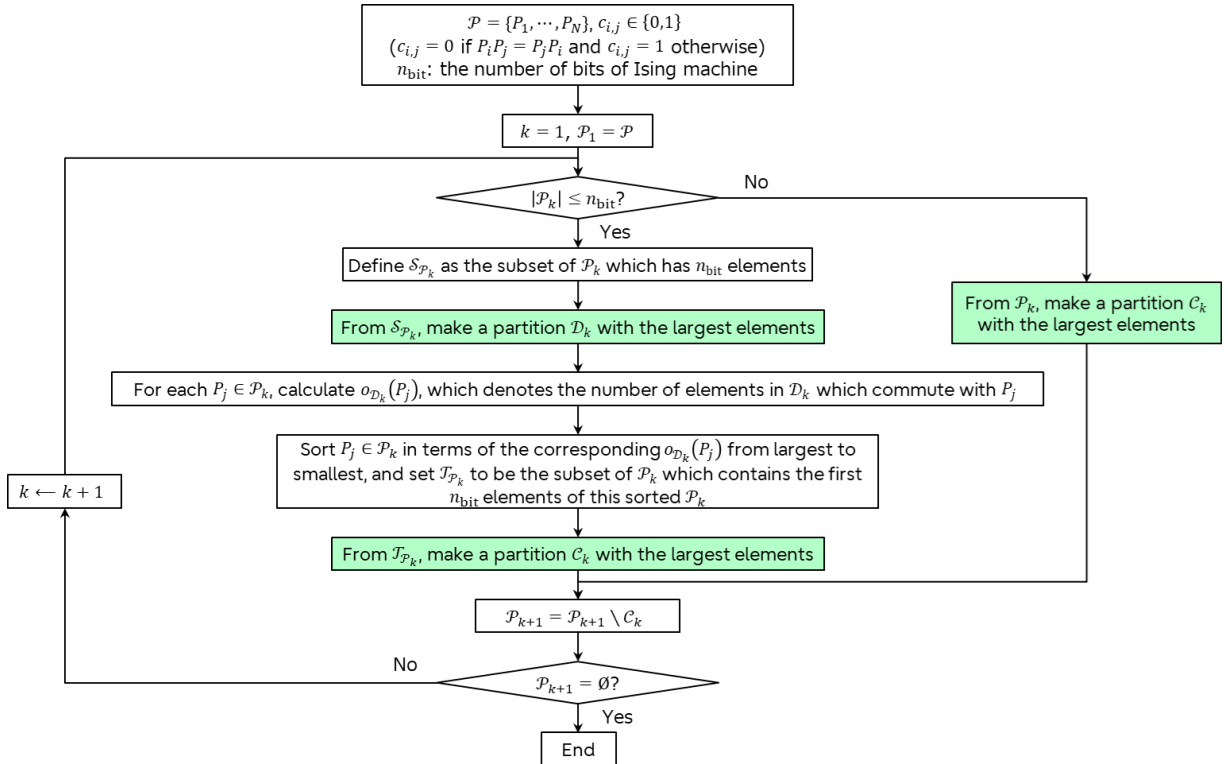 𝒫 = {P₁, ⋯, P_N}, c_{i,j} ∈ {0,1}
(c_{i,j} = 0 if P_iP_j = P_jP_i and c_{i,j} = 1 otherwise)
n_bit: the number of bits of Ising machine
k = 1, 𝒫₁ = 𝒫
|𝒫_k| ≤ n_bit?
No
Yes
Define 𝒮_{𝒫_k} as the subset of 𝒫_k which has n_bit elements
From 𝒫_k, make a partition 𝒞_k
with the largest elements
From 𝒮_{𝒫_k}, make a partition 𝒟_k with the largest elements
For each P_j ∈ 𝒫_k, calculate o_{𝒟_k}(P_j), which denotes the number of elements in 𝒟_k which commute with P_j
Sort P_j ∈ 𝒫_k in terms of the corresponding o_{𝒟_k}(P_j) from largest to
smallest, and set 𝒯_{𝒫_k} to be the subset of 𝒫_k which contains the first
n_bit elements of this sorted 𝒫_k
k ← k + 1
From 𝒯_{𝒫_k}, make a partition 𝒞_k with the largest elements
𝒫_{k+1} = 𝒫_{k+1} \ 𝒞_k
No
𝒫_{k+1} = ∅?
Yes
End